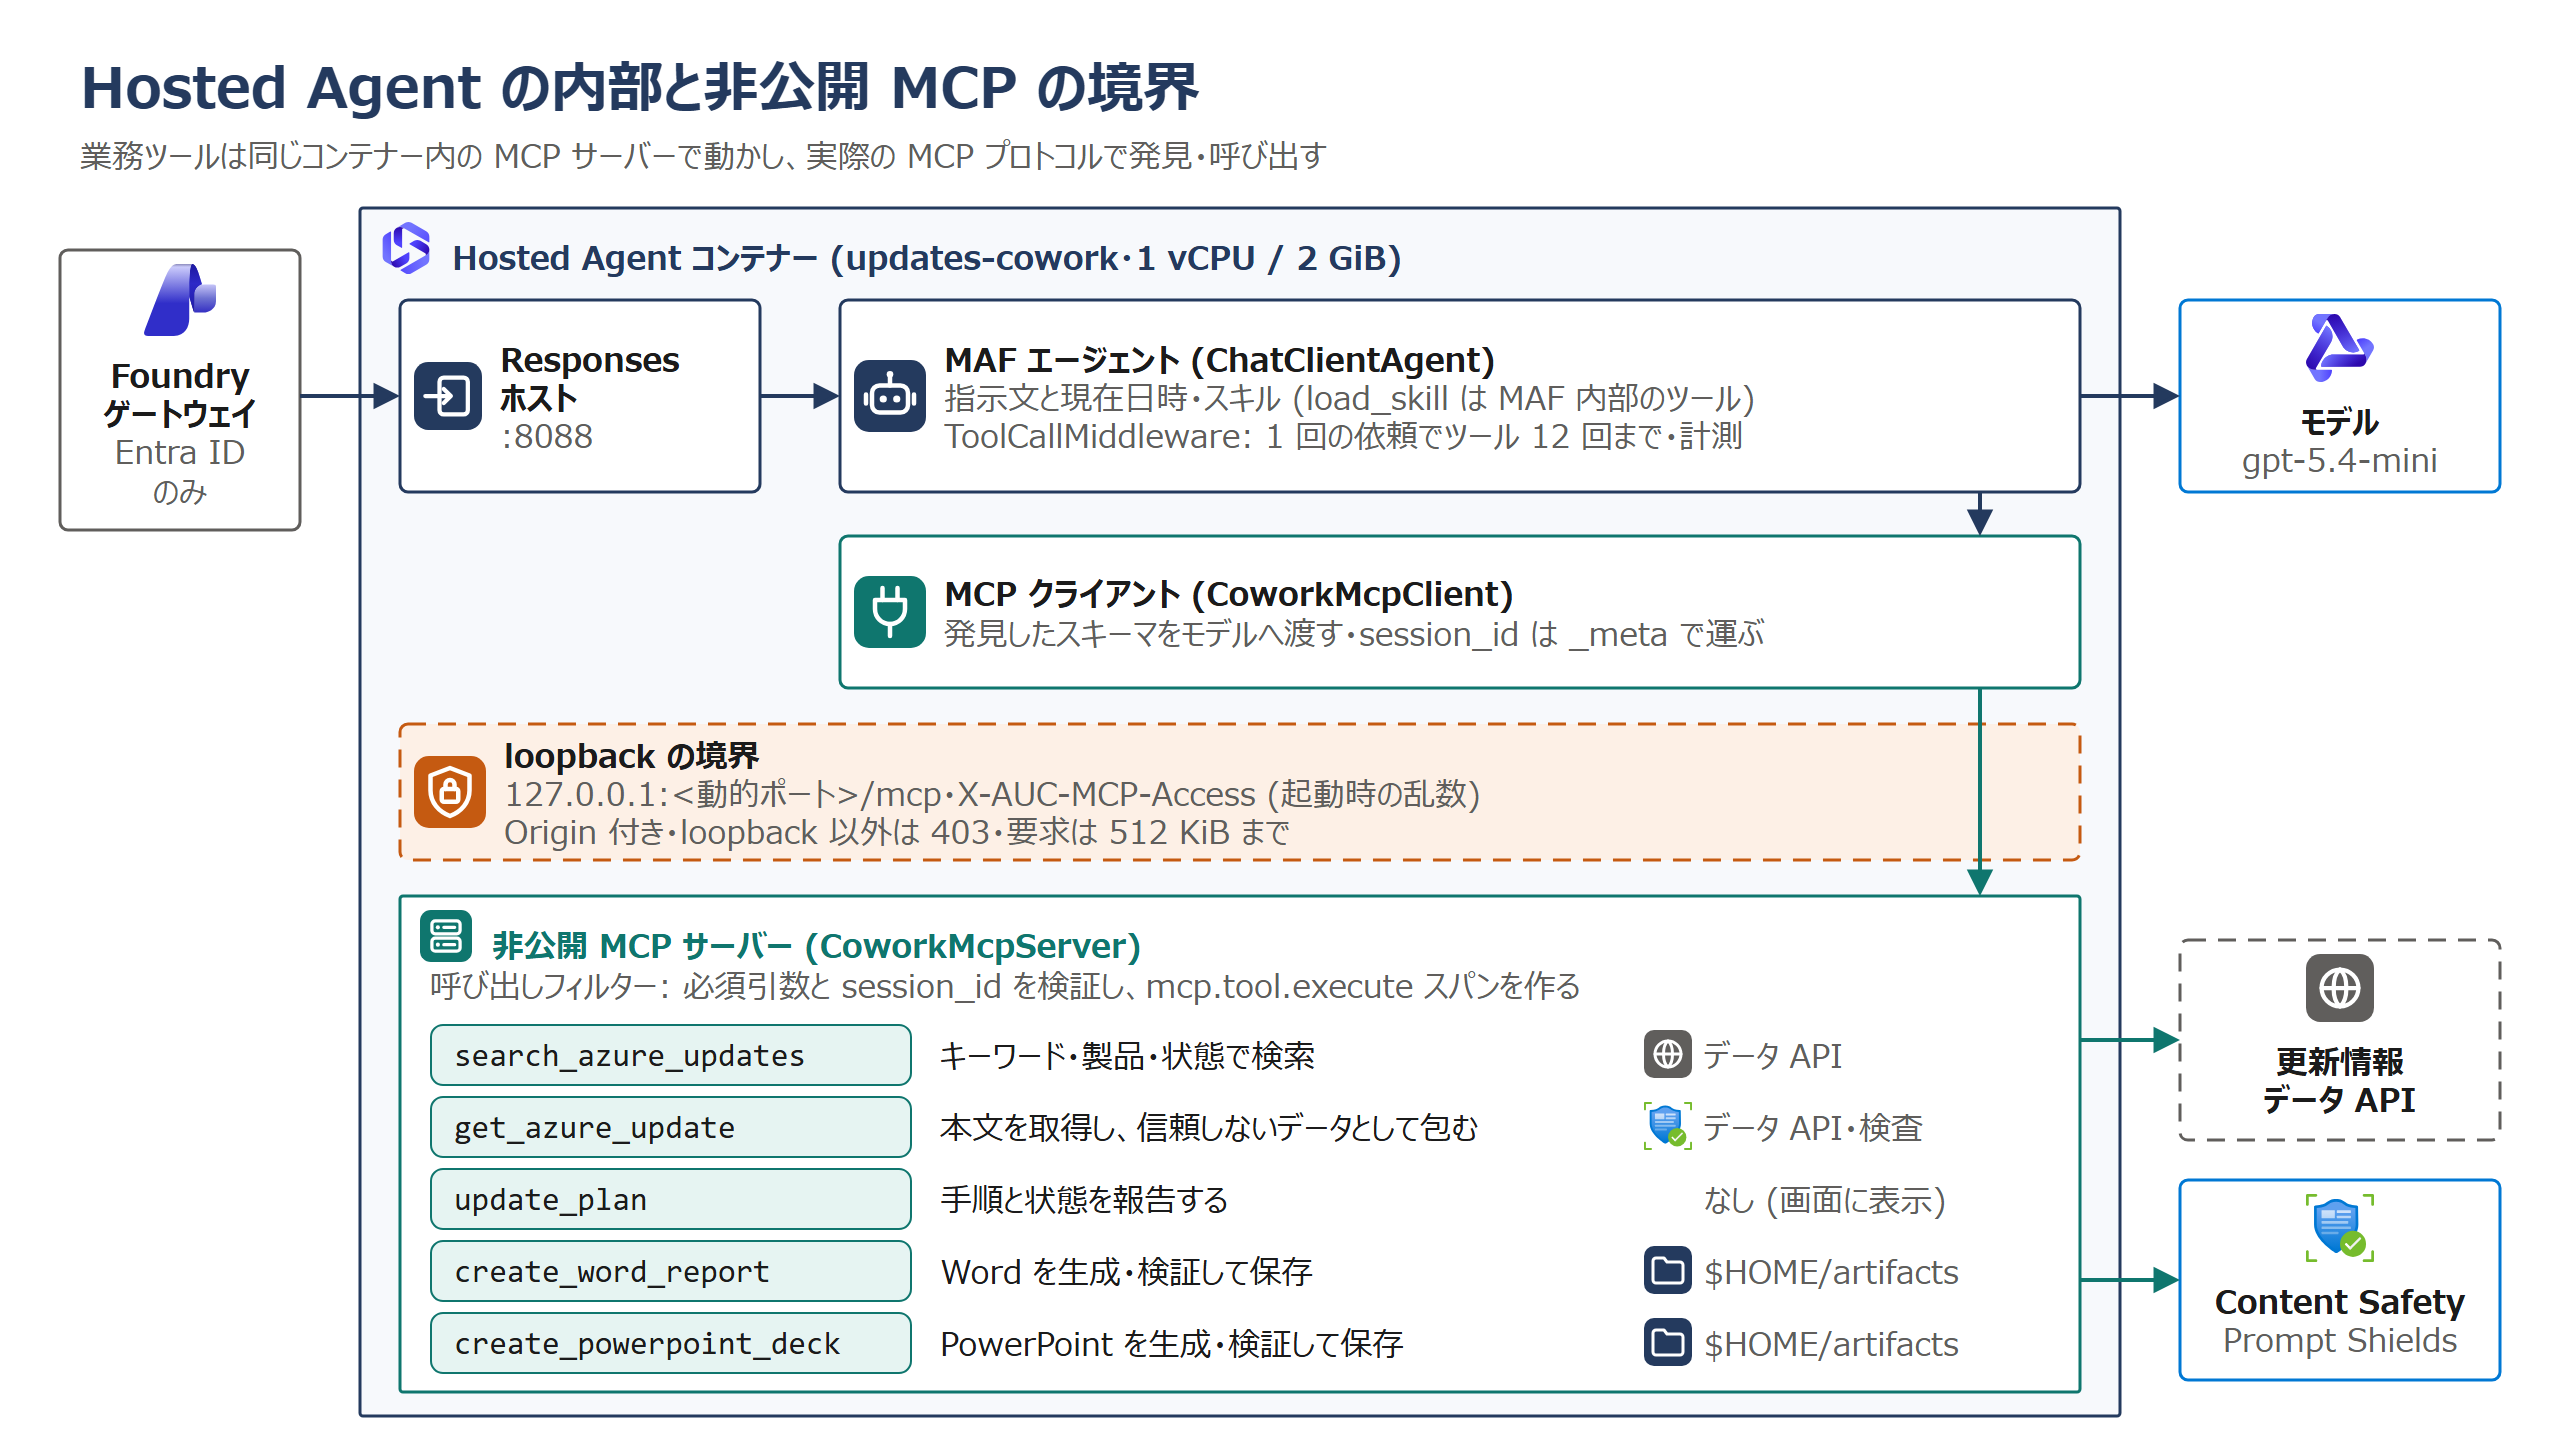 Hosted Agent の内部と非公開 MCP の境界
業務ツールは同じコンテナー内の MCP サーバーで動かし、実際の MCP プロトコルで発見・呼び出す
Foundry
ゲートウェイ
Entra ID
のみ
Hosted Agent コンテナー (updates-cowork・1 vCPU / 2 GiB)
Responses
ホスト
:8088
MAF エージェント (ChatClientAgent)
指示文と現在日時・スキル (load_skill は MAF 内部のツール)
ToolCallMiddleware: 1 回の依頼でツール 12 回まで・計測
モデル
gpt-5.4-mini
MCP クライアント (CoworkMcpClient)
発見したスキーマをモデルへ渡す・session_id は _meta で運ぶ
loopback の境界
127.0.0.1:<動的ポート>/mcp・X-AUC-MCP-Access (起動時の乱数)
Origin 付き・loopback 以外は 403・要求は 512 KiB まで
非公開 MCP サーバー (CoworkMcpServer)
呼び出しフィルター: 必須引数と session_id を検証し、mcp.tool.execute スパンを作る
search_azure_updates
キーワード・製品・状態で検索
データ API
get_azure_update
本文を取得し、信頼しないデータとして包む
データ API・検査
update_plan
手順と状態を報告する
なし (画面に表示)
create_word_report
Word を生成・検証して保存
$HOME/artifacts
create_powerpoint_deck
PowerPoint を生成・検証して保存
$HOME/artifacts
更新情報
データ API
Content Safety
Prompt Shields